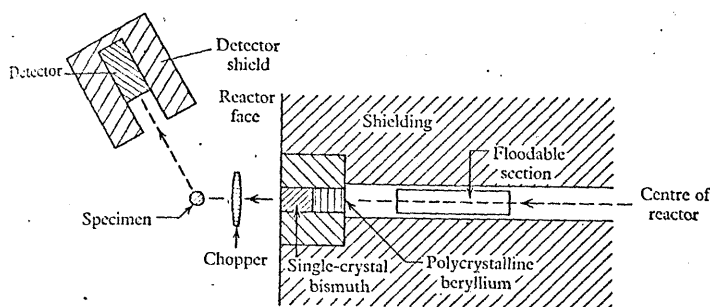 Detector
Detector
shield
Reactor
face
Shielding
Floodable
section
Centre of
reactor
Specimen
Chopper
Single-crystal
bismuth
Polycrystalline
beryllium